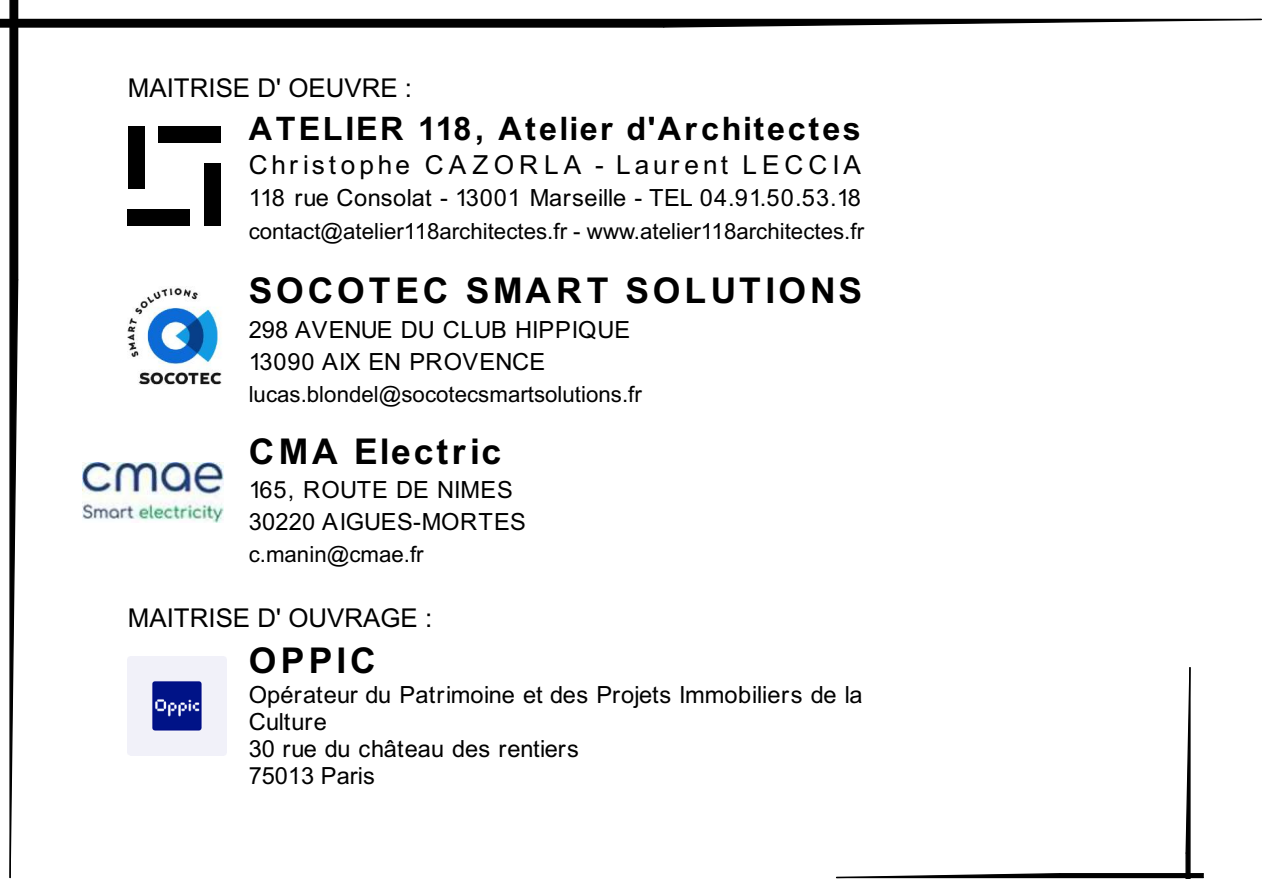 MAITRISE D' OEUVRE :
ATELIER 118, Atelier d'Architectes
Christophe CAZORLA - Laurent LECCIA
118 rue Consolat - 13001 Marseille - TEL 04.91.50.53.18
contact@atelier118architectes.fr - www.atelier118architectes.fr
SMART SOLUTIONS
SOCOTEC
SOCOTEC SMART SOLUTIONS
298 AVENUE DU CLUB HIPPIQUE
13090 AIX EN PROVENCE
lucas.blondel@socotecsmartsolutions.fr
cmae
Smart electricity
CMA Electric
165, ROUTE DE NIMES
30220 AIGUES-MORTES
c.manin@cmae.fr
MAITRISE D' OUVRAGE :
Oppic
OPPIC
Opérateur du Patrimoine et des Projets Immobiliers de la
Culture
30 rue du château des rentiers
75013 Paris